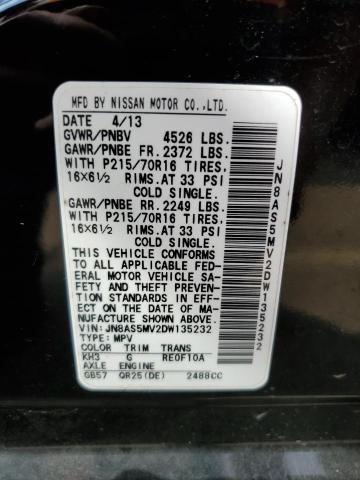 MFD BY NISSAN MOTOR CO., LTD.
DATE 4/13
GVWR/PNBV 4526 LBS.
GAWR/PNBE FR. 2372 LBS.
WITH P215/70R16 TIRES,
16X6½ RIMS. AT 33 PSI
COLD SINGLE.
GAWR/PNBE RR. 2249 LBS.
WITH P215/70R16 TIRES,
16X6½ RIMS. AT 33 PSI
COLD SINGLE.
THIS VEHICLE CONFORMS
TO ALL APPLICABLE FED-
ERAL MOTOR VEHICLE SA-
FETY AND THEFT PREVEN-
TION STANDARDS IN EFFECT
ON THE DATE OF MA-
NUFACTURE SHOWN ABOVE.
VIN: JN8AS5MV2DW135232
TYPE: MPV
COLOR TRIM TRANS
KH3 G RE0F10A
AXLE ENGINE
GB57 QR25(DE) 2488CC
JN8AS5MV2DW135232